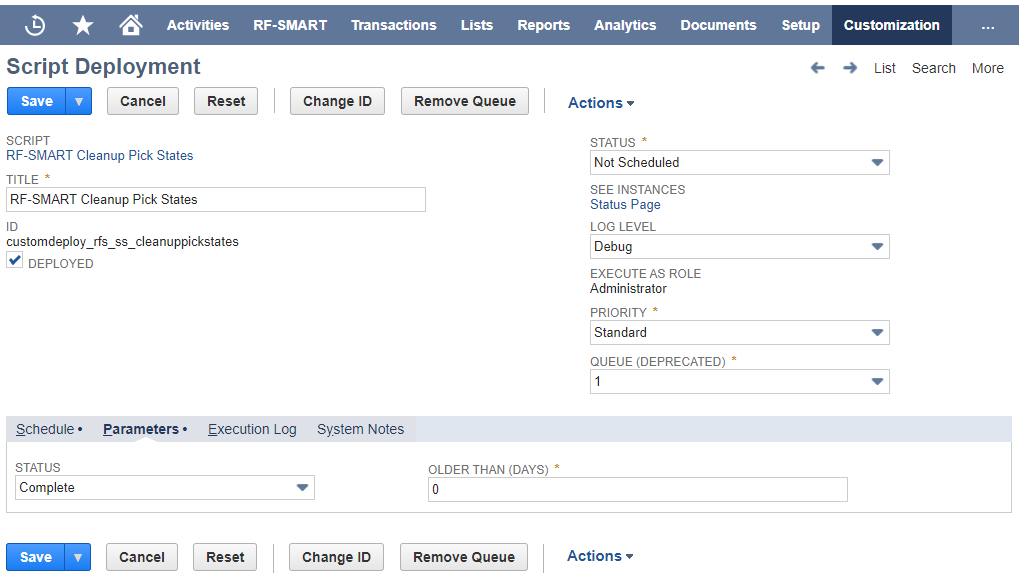 Activities RF-SMART Transactions Lists Reports Analytics Documents Setup Customization ...
Script Deployment
List Search More
Save Cancel Reset Change ID Remove Queue Actions
SCRIPT
RF-SMART Cleanup Pick States
TITLE *
RF-SMART Cleanup Pick States
ID
customdeploy_rfs_ss_cleanuppickstates
DEPLOYED
STATUS *
Not Scheduled
SEE INSTANCES
Status Page
LOG LEVEL
Debug
EXECUTE AS ROLE
Administrator
PRIORITY *
Standard
QUEUE (DEPRECATED) *
1
Schedule • Parameters • Execution Log System Notes
STATUS
Complete
OLDER THAN (DAYS) *
0
Save Cancel Reset Change ID Remove Queue Actions